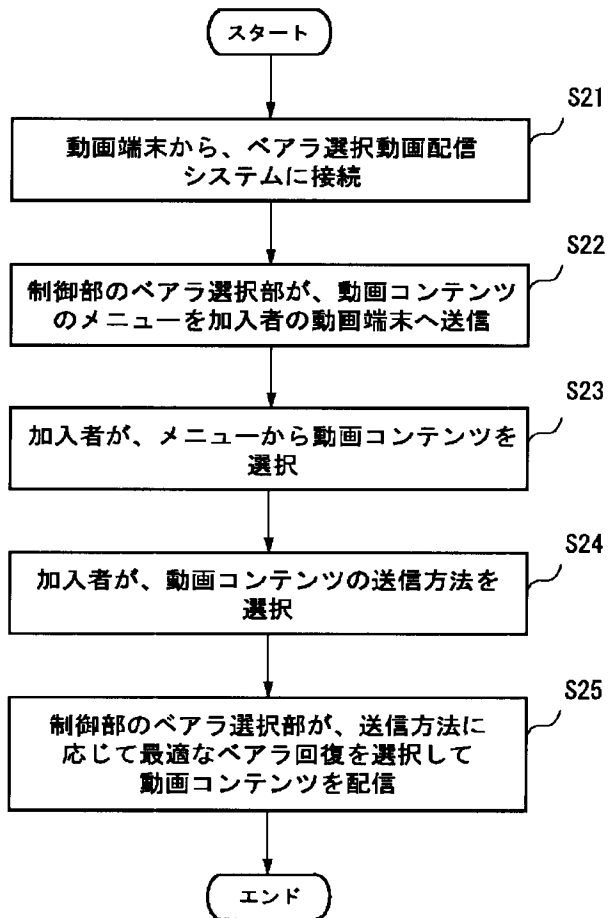 スタート
S21
動画端末から、ベアラ選択動画配信
システムに接続
S22
制御部のベアラ選択部が、動画コンテンツ
のメニューを加入者の動画端末へ送信
S23
加入者が、メニューから動画コンテンツを
選択
S24
加入者が、動画コンテンツの送信方法を
選択
S25
制御部のベアラ選択部が、送信方法に
応じて最適なベアラ回復を選択して
動画コンテンツを配信
エンド